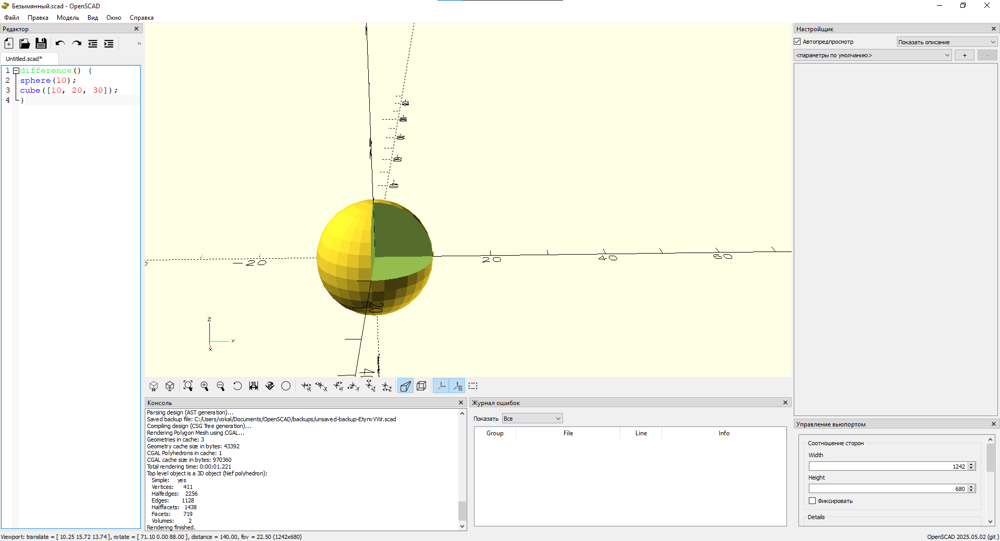 Безымянный.scad - OpenSCAD
Файл Правка Модель Вид Окно Справка
Редактор
Untitled.scad*
1 difference() {
2 sphere(10);
3 cube([10, 20, 30]);
4 }
-20 20 40 60
20
Z
Y
X
Консоль
Parsing design (AST generation)...
Saved backup file: C:/Users/vokal/Documents/OpenSCAD/backups/unsaved-backup-EtynvVWr.scad
Compiling design (CSG Tree generation)...
Rendering Polygon Mesh using CGAL...
Geometries in cache: 3
Geometry cache size in bytes: 43392
CGAL Polyhedrons in cache: 1
CGAL cache size in bytes: 970360
Total rendering time: 0:00:01.221
Top level object is a 3D object (Nef polyhedron):
Simple: yes
Vertices: 411
Halfedges: 2256
Edges: 1128
Halffacets: 1438
Facets: 719
Volumes: 2
Rendering finished.
Журнал ошибок
Показать Все
Group File Line Info
Настройщик
Автопредпросмотр Показать описание
<параметры по умолчанию> + -
Управление вьюпортом
Соотношение сторон
Width
1242
Height
680
Фиксировать
Details
Viewport: translate = [ 10.25 15.72 13.74 ], rotate = [ 71.10 0.00 88.00 ], distance = 140.00, fov = 22.50 (1242x680)
OpenSCAD 2025.05.02 (git )